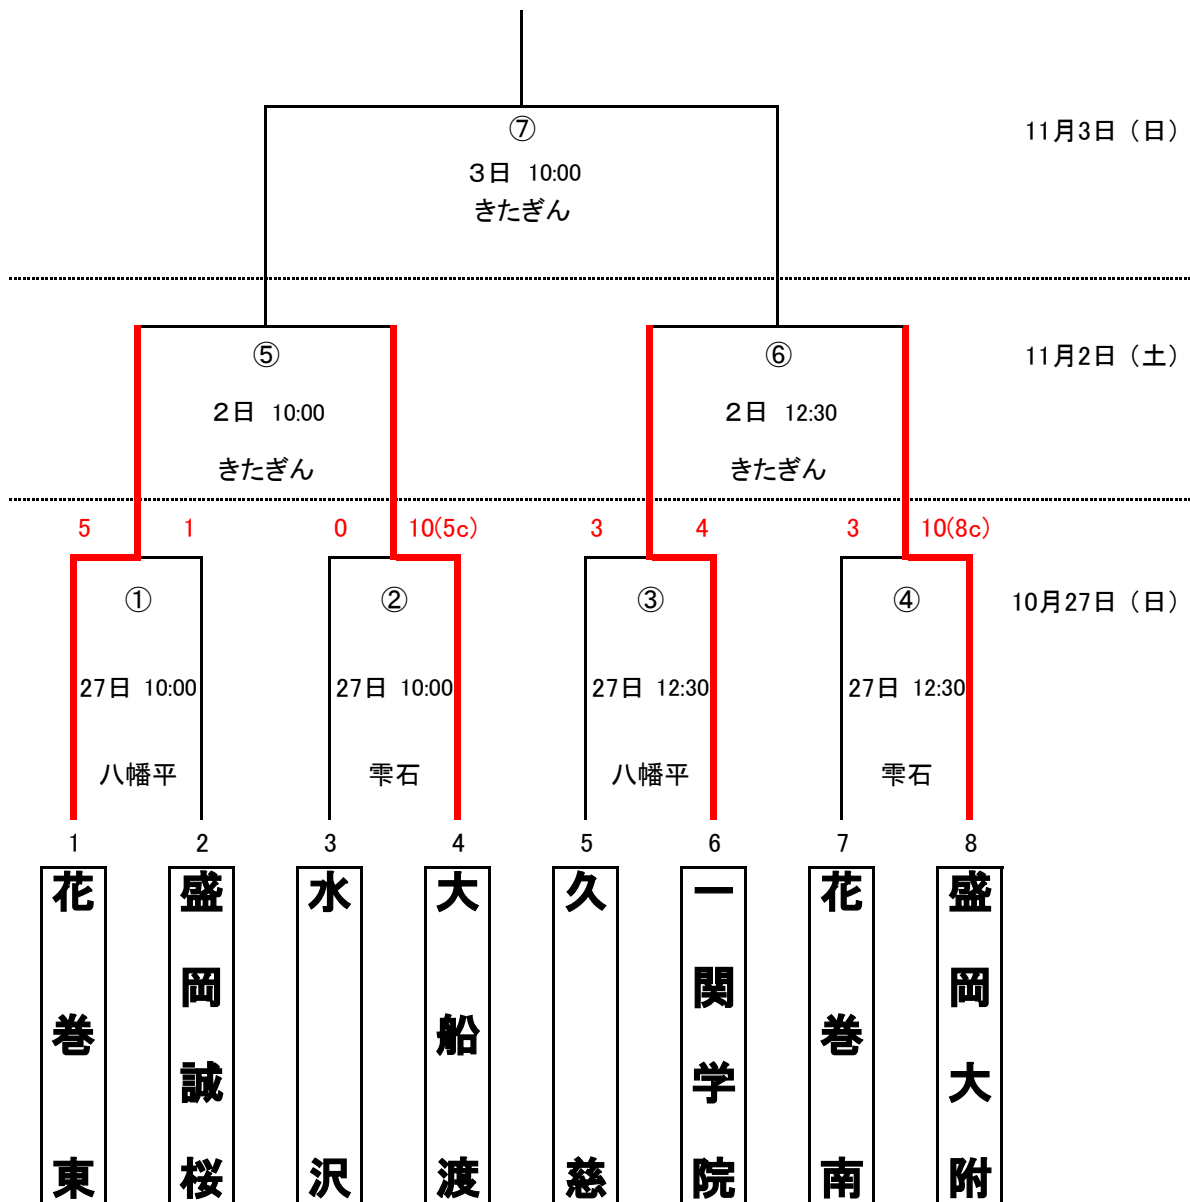 ⑦
11月3日（日）
3日 10:00
きたぎん
⑤
⑥
11月2日（土）
2日 10:00
2日 12:30
きたぎん
きたぎん
5 1 0 10(5c) 3 4 3 10(8c)
① ② ③ ④
10月27日（日）
27日 10:00
27日 10:00
27日 12:30
27日 12:30
八幡平
雫石
八幡平
雫石
1 2 3 4 5 6 7 8
花巻東
盛岡誠桜
水沢
大船渡
久慈
一関学院
花巻南
盛岡大附